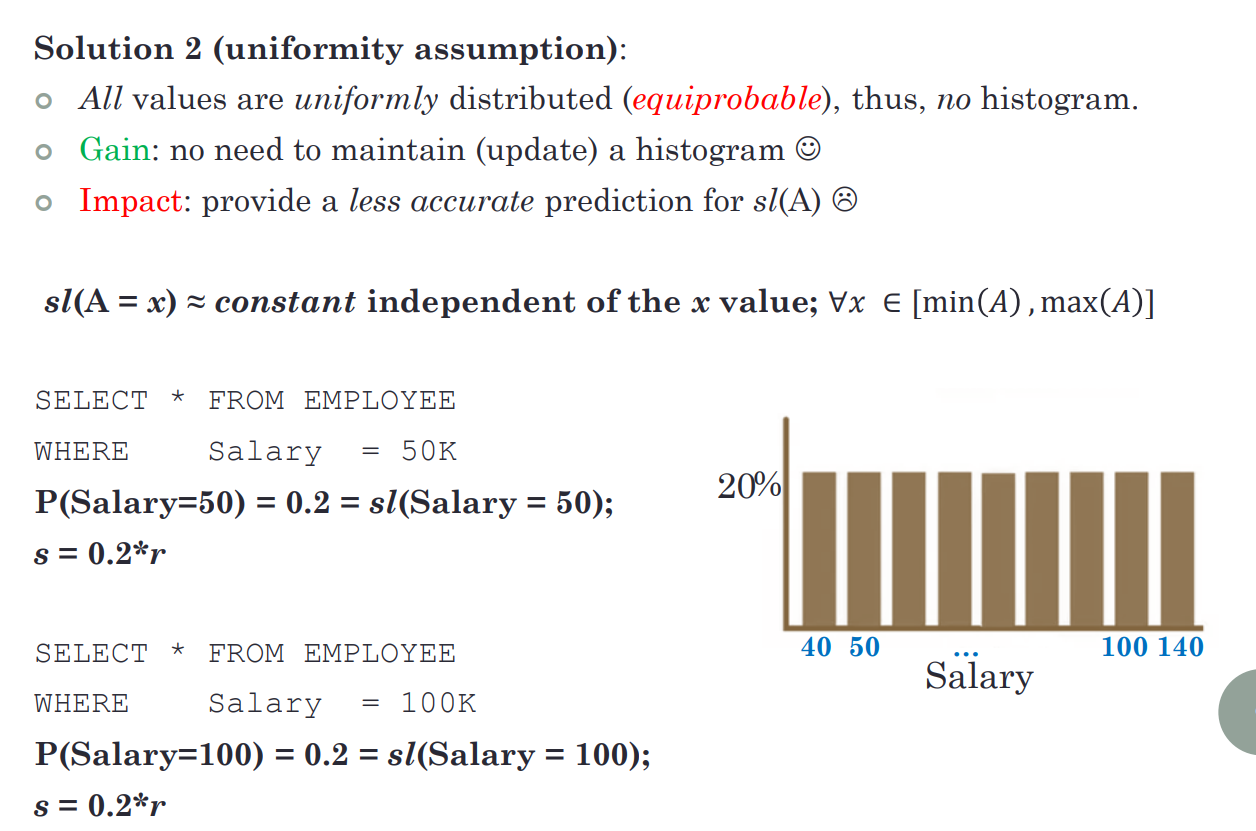 Solution 2 (uniformity assumption):
All values are uniformly distributed (equiprobable), thus, no histogram.
Gain: no need to maintain (update) a histogram ☺
Impact: provide a less accurate prediction for sl(A) ☹
sl(A = x) ≈ constant independent of the x value; ∀x ∈ [min(A), max(A)]
SELECT * FROM EMPLOYEE
WHERE Salary = 50K
P(Salary=50) = 0.2 = sl(Salary = 50);
s = 0.2*r
SELECT * FROM EMPLOYEE
WHERE Salary = 100K
P(Salary=100) = 0.2 = sl(Salary = 100);
s = 0.2*r
20%
40 50 ... 100 140
Salary